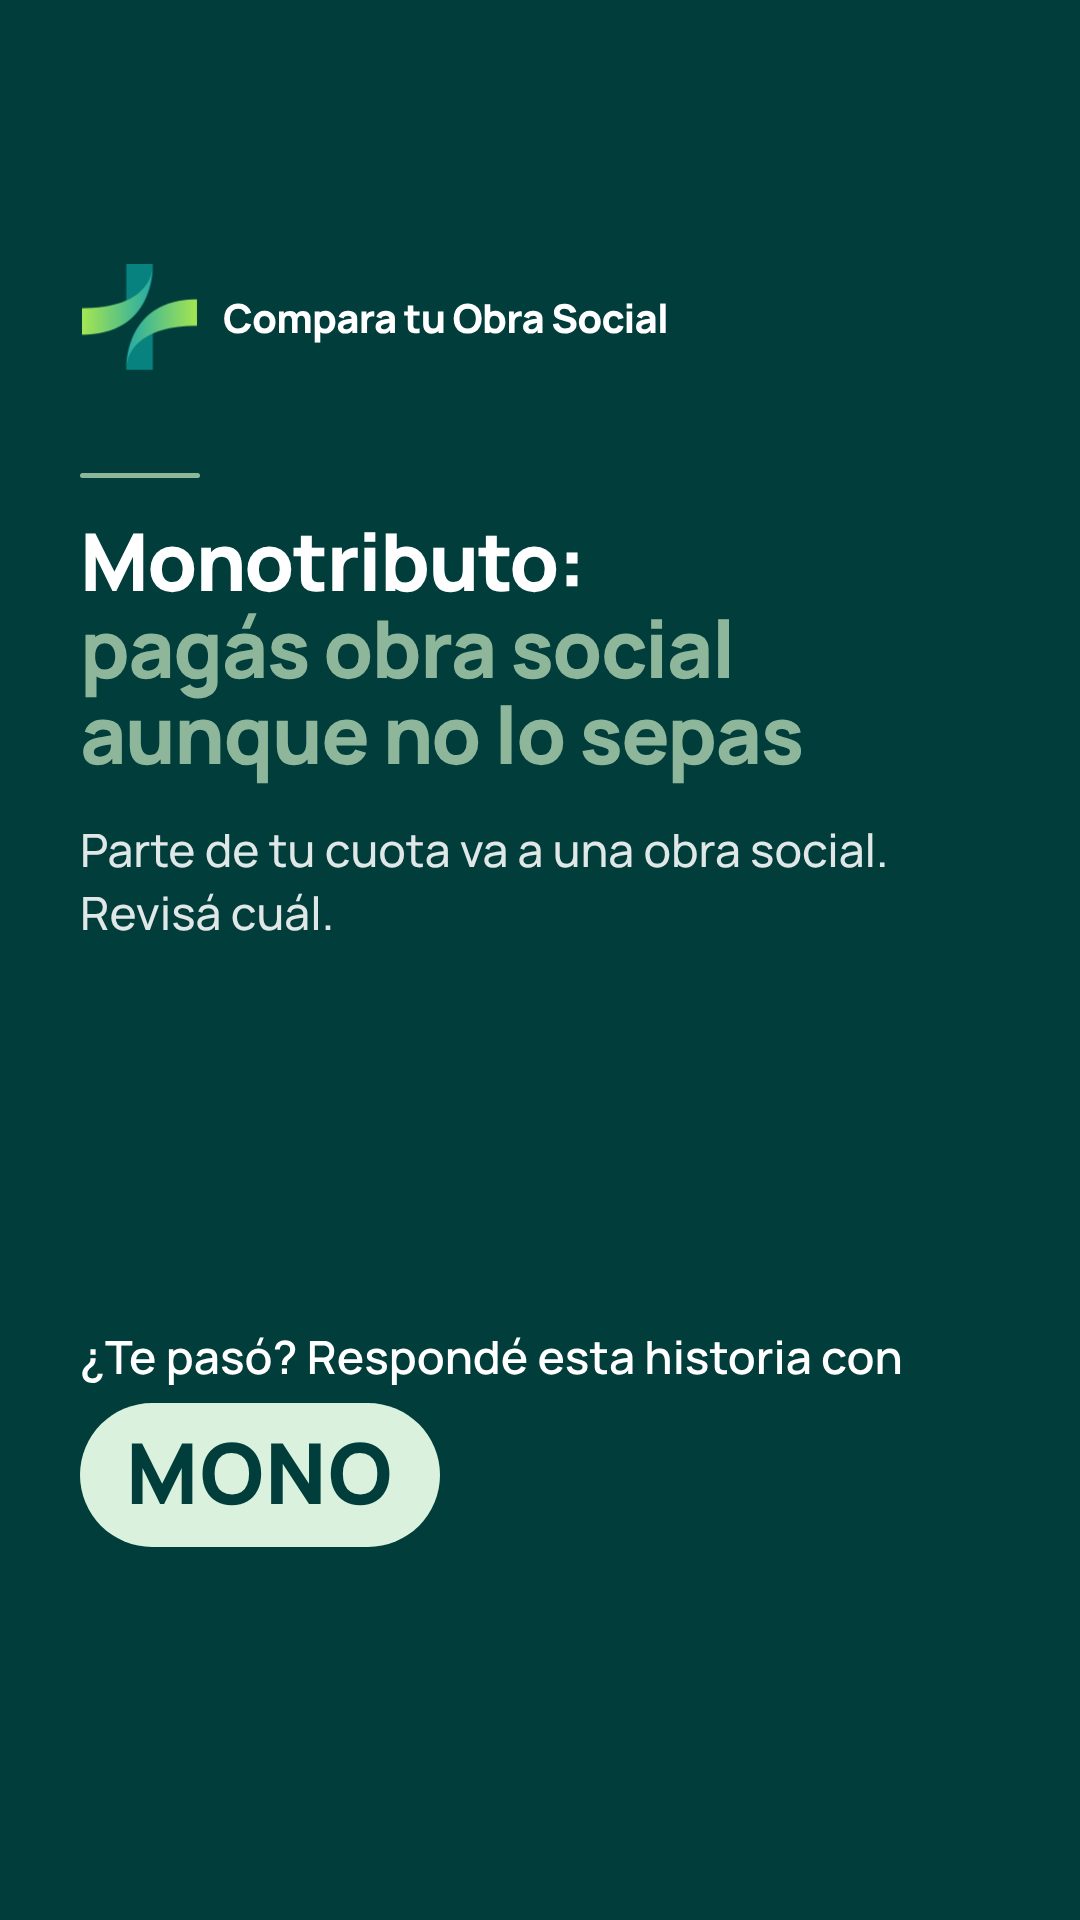 Compara tu Obra Social
Monotributo:
pagás obra social
aunque no lo sepas
Parte de tu cuota va a una obra social.
Revisá cuál.
¿Te pasó? Respondé esta historia con
MONO